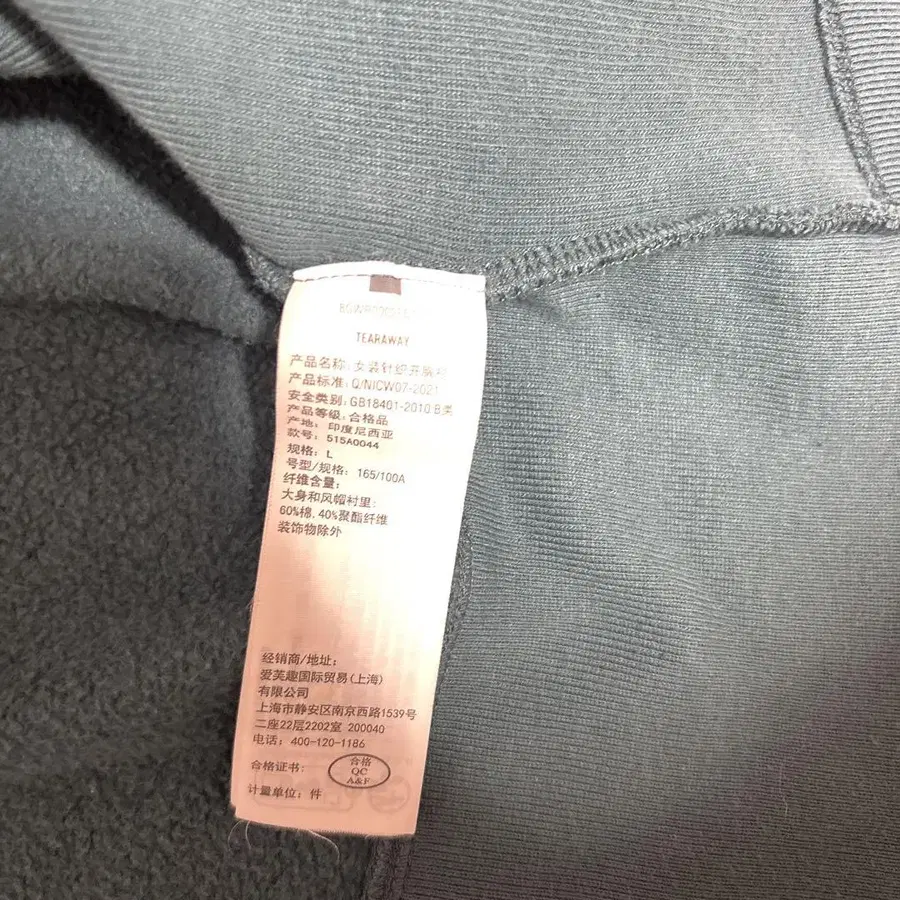 TEARAWAY
产品名称: 女装针织开胸衫
产品标准: Q/NICW07-2021
安全类别: GB18401-2010 B类
产品等级: 合格品
产地: 印度尼西亚
款号: 515A0044
规格: L
号型/规格: 165/100A
纤维含量:
大身和风帽衬里:
60%棉, 40%聚酯纤维
装饰物除外
经销商/地址:
爱芙趣国际贸易(上海)
有限公司
上海市静安区南京西路1539号
二座22层2202室 200040
电话: 400-120-1186
合格证书:
合格
QC
A&F
计量单位: 件